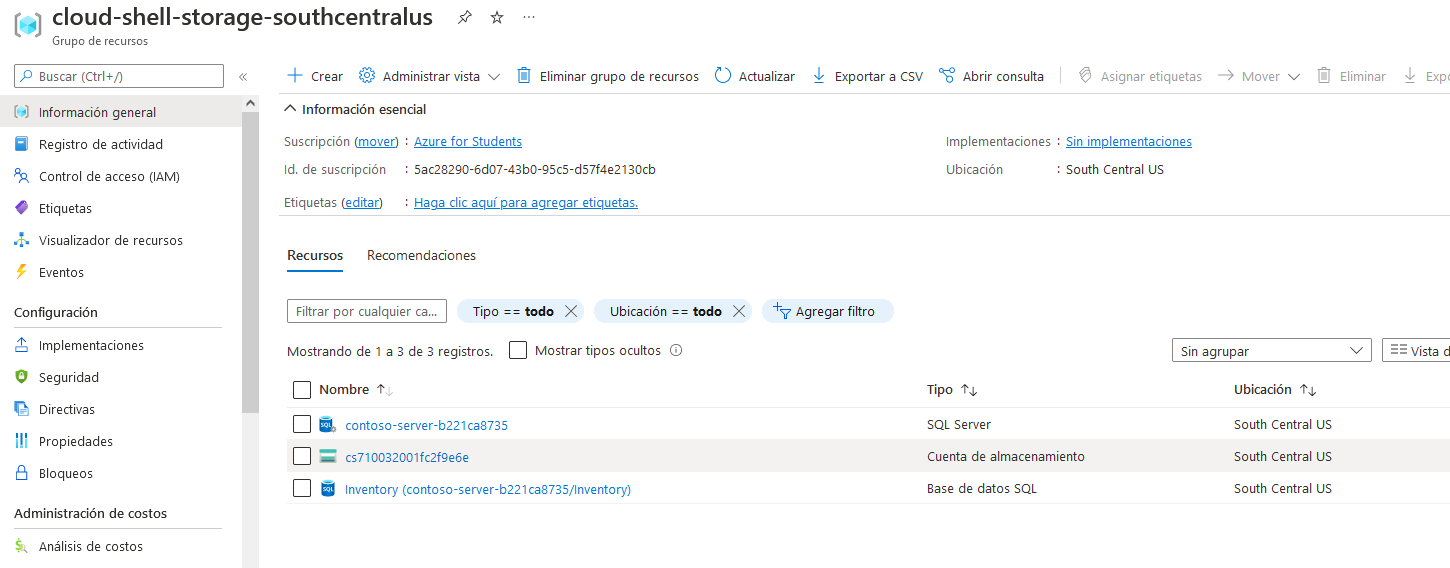 cloud-shell-storage-southcentralus
Grupo de recursos
Buscar (Ctrl+/)
Información general
Registro de actividad
Control de acceso (IAM)
Etiquetas
Visualizador de recursos
Eventos
Configuración
Implementaciones
Seguridad
Directivas
Propiedades
Bloqueos
Administración de costos
Análisis de costos
Crear Administrar vista Eliminar grupo de recursos Actualizar Exportar a CSV Abrir consulta Asignar etiquetas Mover Eliminar Expo
Información esencial
Suscripción (mover) : Azure for Students
Implementaciones : Sin implementaciones
Id. de suscripción : 5ac28290-6d07-43b0-95c5-d57f4e2130cb
Ubicación : South Central US
Etiquetas (editar) : Haga clic aquí para agregar etiquetas.
Recursos Recomendaciones
Filtrar por cualquier ca... Tipo == todo Ubicación == todo Agregar filtro
Mostrando de 1 a 3 de 3 registros. Mostrar tipos ocultos Sin agrupar Vista d
Nombre Tipo Ubicación
contoso-server-b221ca8735 SQL Server South Central US
cs710032001fc2f9e6e Cuenta de almacenamiento South Central US
Inventory (contoso-server-b221ca8735/Inventory) Base de datos SQL South Central US